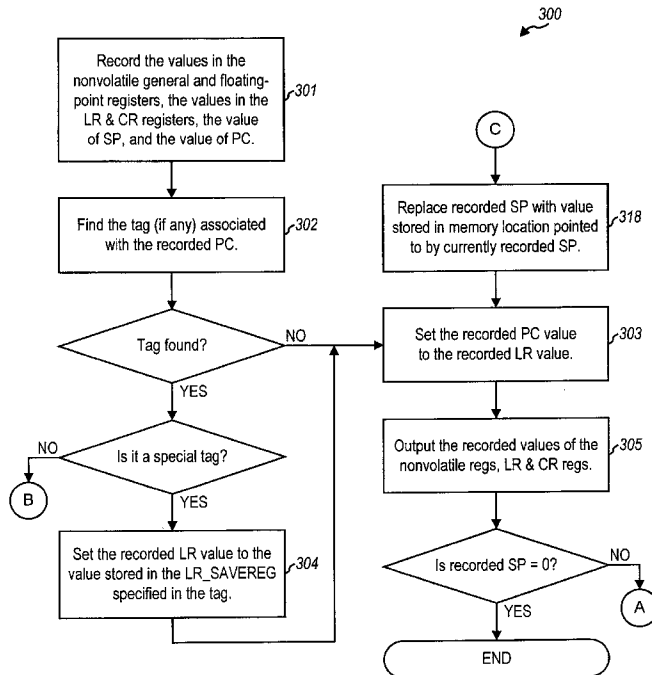 300
Record the values in the
nonvolatile general and floating-
point registers, the values in the
LR & CR registers, the value
of SP, and the value of PC.
301
Find the tag (if any) associated
with the recorded PC.
302
Tag found?
NO
YES
Is it a special tag?
NO
B
YES
Set the recorded LR value to the
value stored in the LR_SAVEREG
specified in the tag.
304
C
Replace recorded SP with value
stored in memory location pointed
to by currently recorded SP.
318
Set the recorded PC value
to the recorded LR value.
303
Output the recorded values of the
nonvolatile regs, LR & CR regs.
305
Is recorded SP = 0?
NO
A
YES
END